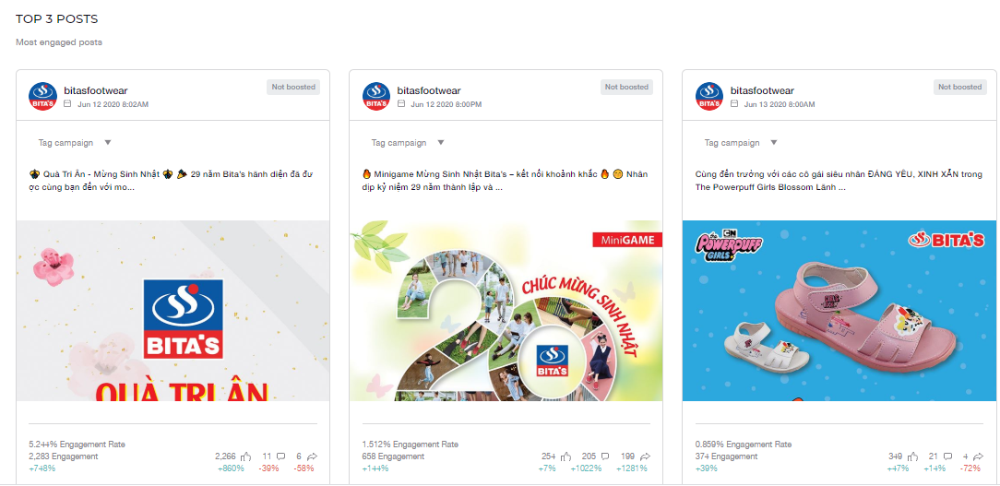 TOP 3 POSTS
Most engaged posts
bitasfootwear
Not boosted
Jun 12 2020 8:02AM
Tag campaign
Quà Tri Ân - Mừng Sinh Nhật 29 năm Bita's hãnh diện đã đư
ợc cùng bạn đến với mo...
BITA'S
QUÀ TRI ÂN
5.244% Engagement Rate
2,283 Engagement
2,266 11 6
+748%
+860% -39% -58%
bitasfootwear
Not boosted
Jun 12 2020 8:00PM
Tag campaign
Minigame Mừng Sinh Nhật Bita's – kết nối khoảnh khắc Nhân
dịp kỷ niệm 29 năm thành lập và ...
MiniGAME
CHÚC MỪNG SINH NHẬT
BITA'S
1.512% Engagement Rate
658 Engagement
254 205 199
+144%
+7% +1022% +1281%
bitasfootwear
Not boosted
Jun 13 2020 8:00AM
Tag campaign
Cùng đến trường với các cô gái siêu nhân ĐÁNG YÊU, XINH XẮN trong
The Powerpuff Girls Blossom Lãnh ...
CN
the
POWERPUFF
GIRLS
BITA'S
0.859% Engagement Rate
374 Engagement
349 21 4
+39%
+47% +14% -72%